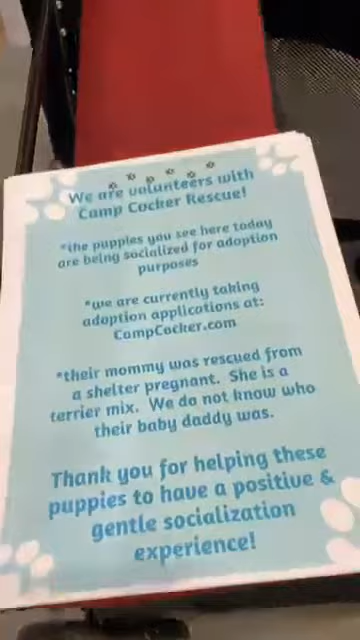 We are volunteers with
Camp Cocker Rescue!
*the puppies you see here today
are being socialized for adoption
purposes
*we are currently taking
adoption applications at:
CampCocker.com
*their mommy was rescued from
a shelter pregnant. She is a
terrier mix. We do not know who
their baby daddy was.
Thank you for helping these
puppies to have a positive &
gentle socialization
experience!